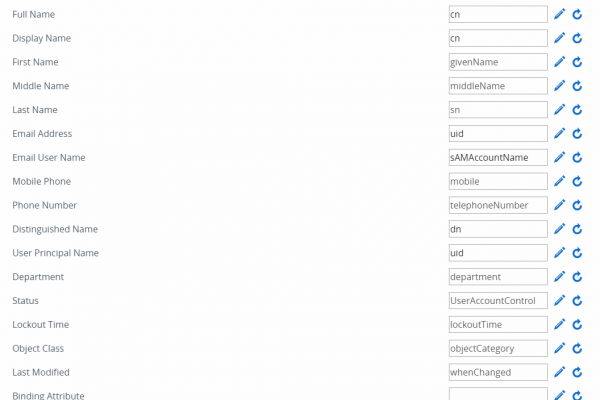 Full Name cn
Display Name cn
First Name givenName
Middle Name middleName
Last Name sn
Email Address uid
Email User Name sAMAccountName
Mobile Phone mobile
Phone Number telephoneNumber
Distinguished Name dn
User Principal Name uid
Department department
Status UserAccountControl
Lockout Time lockoutTime
Object Class objectCategory
Last Modified whenChanged
Binding Attribute